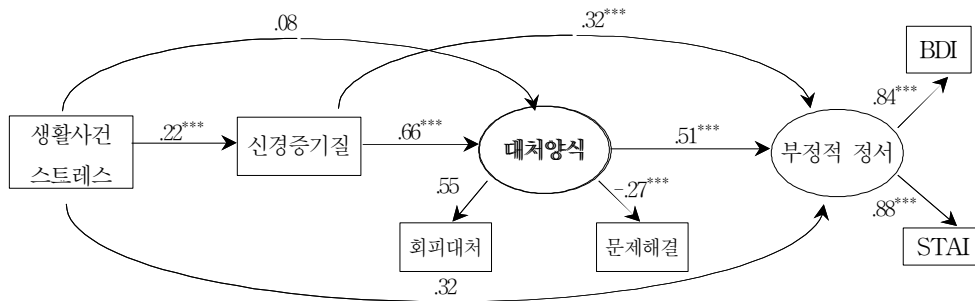 .08
.32***
BDI
.84***
생활사건
스트레스
.22***
신경증기질
.66***
대처양식
.51***
부정적 정서
.55
-.27***
.88***
회피대처
문제해결
STAI
.32